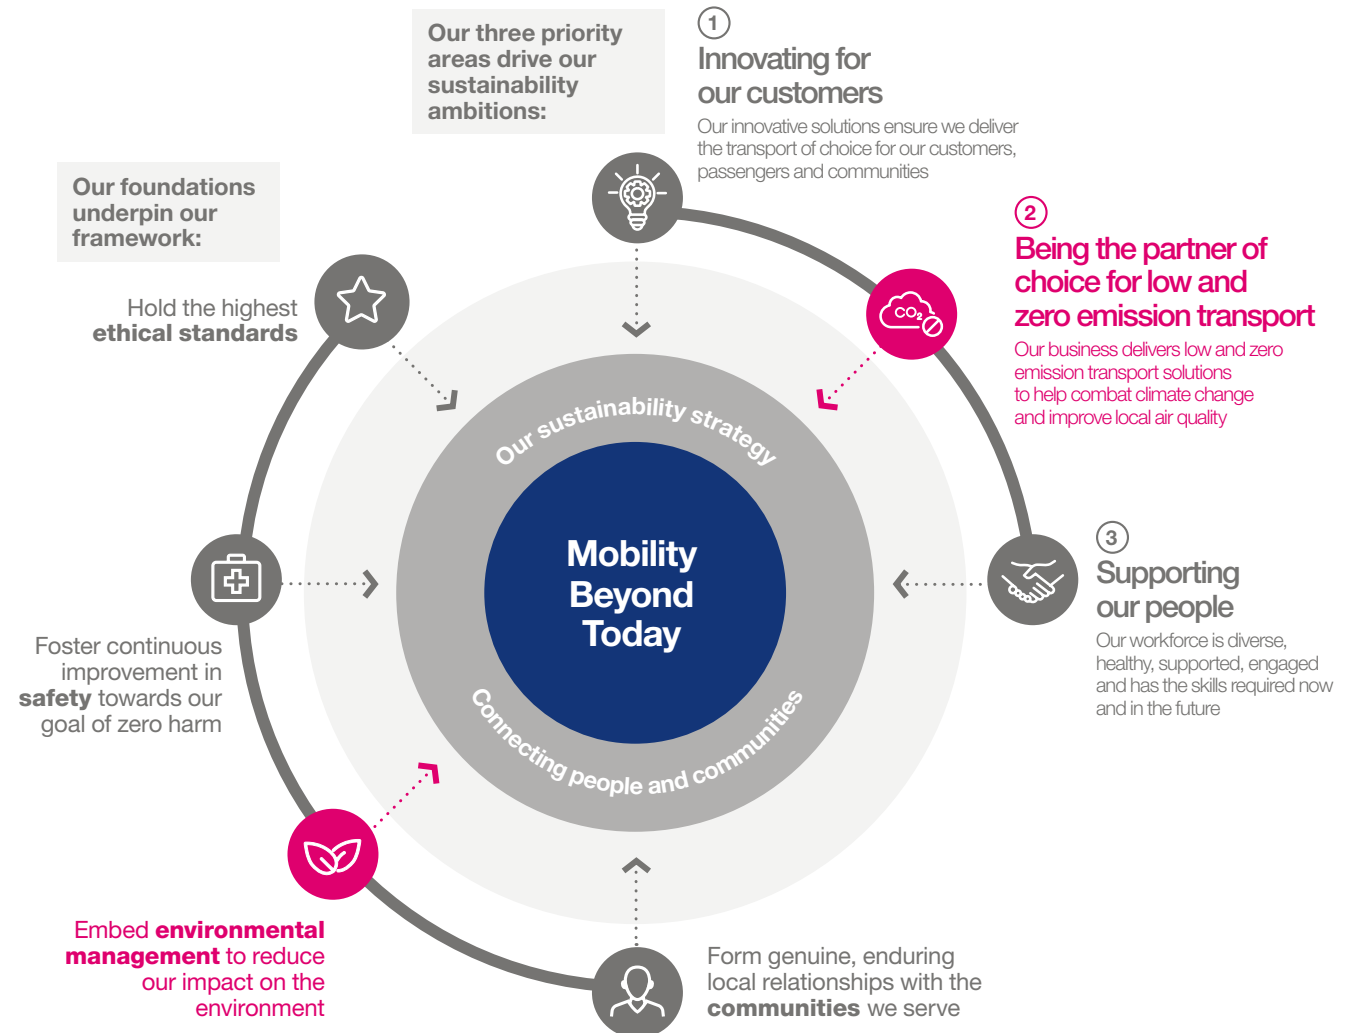 Our three priority
areas drive our
sustainability
ambitions:
1
Innovating for
our customers
Our innovative solutions ensure we deliver
the transport of choice for our customers,
passengers and communities
2
Being the partner of
choice for low and
zero emission transport
Our business delivers low and zero
emission transport solutions
to help combat climate change
and improve local air quality
3
Supporting
our people
Our workforce is diverse,
healthy, supported, engaged
and has the skills required now
and in the future
Our foundations
underpin our
framework:
Hold the highest
ethical standards
Foster continuous
improvement in
safety towards our
goal of zero harm
Embed environmental
management to reduce
our impact on the
environment
Form genuine, enduring
local relationships with the
communities we serve
CO₂
Our sustainability strategy
Mobility
Beyond
Today
Connecting people and communities